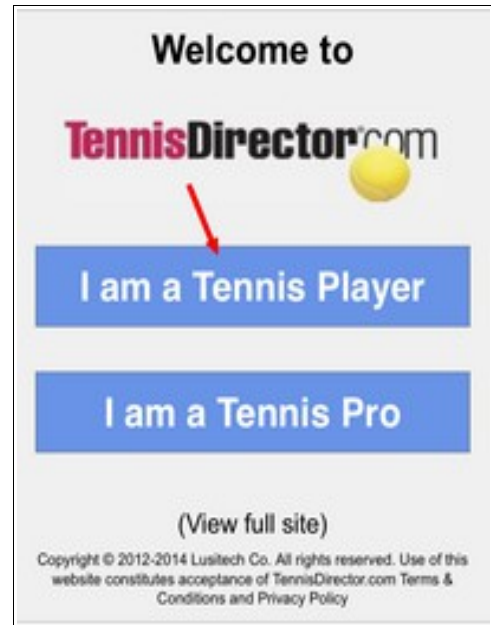 Welcome to
TennisDirector.com
I am a Tennis Player
I am a Tennis Pro
(View full site)
Copyright © 2012-2014 Lusitech Co. All rights reserved. Use of this
website constitutes acceptance of TennisDirector.com Terms &
Conditions and Privacy Policy